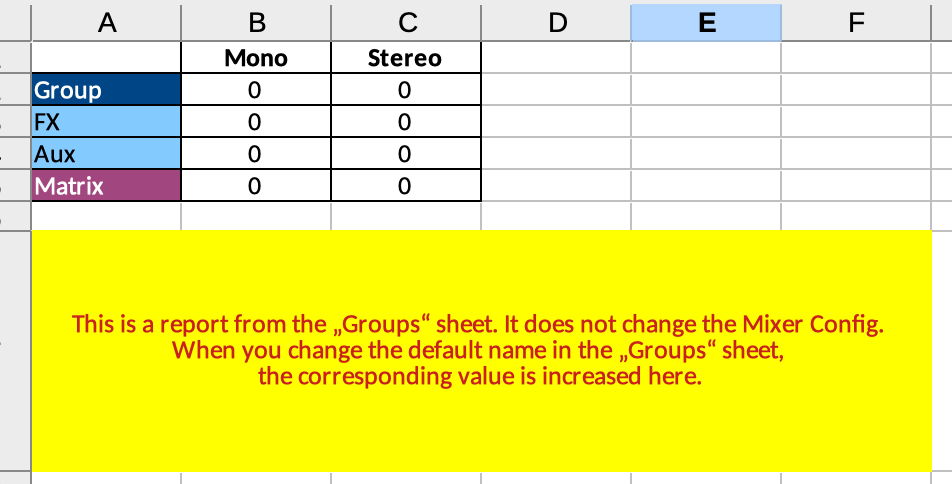 A B C D E F
Mono Stereo
Group 0 0
FX 0 0
Aux 0 0
Matrix 0 0
This is a report from the „Groups“ sheet. It does not change the Mixer Config.
When you change the default name in the „Groups“ sheet,
the corresponding value is increased here.